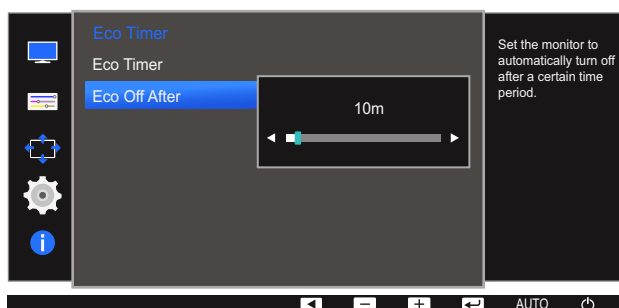 Eco Timer
Eco Timer
Eco Off After
10m
Set the monitor to
automatically turn off
after a certain time
period.
AUTO